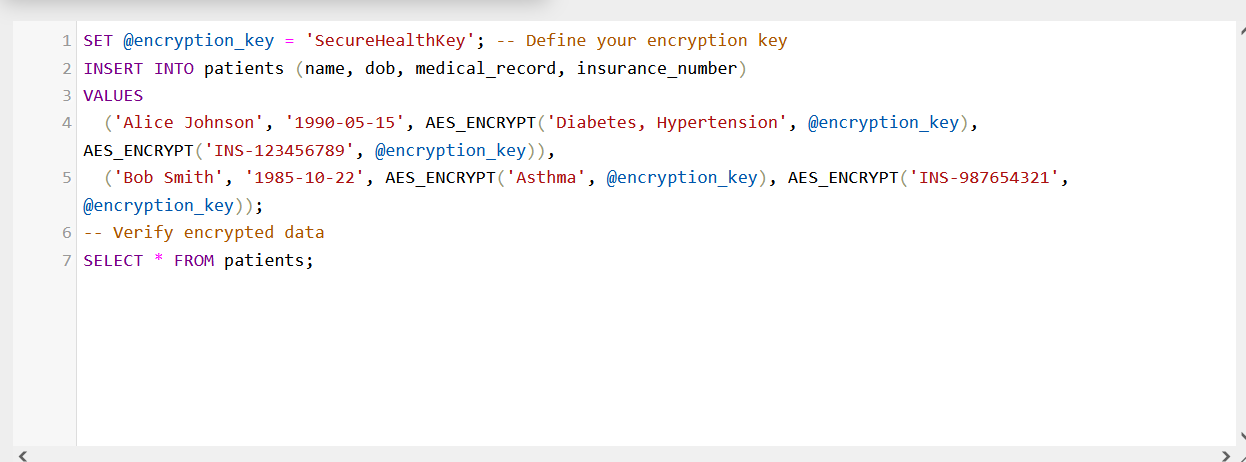 1 SET @encryption_key = 'SecureHealthKey'; -- Define your encryption key
2 INSERT INTO patients (name, dob, medical_record, insurance_number)
3 VALUES
4 ('Alice Johnson', '1990-05-15', AES_ENCRYPT('Diabetes, Hypertension', @encryption_key),
AES_ENCRYPT('INS-123456789', @encryption_key)),
5 ('Bob Smith', '1985-10-22', AES_ENCRYPT('Asthma', @encryption_key), AES_ENCRYPT('INS-987654321',
@encryption_key));
6 -- Verify encrypted data
7 SELECT * FROM patients;